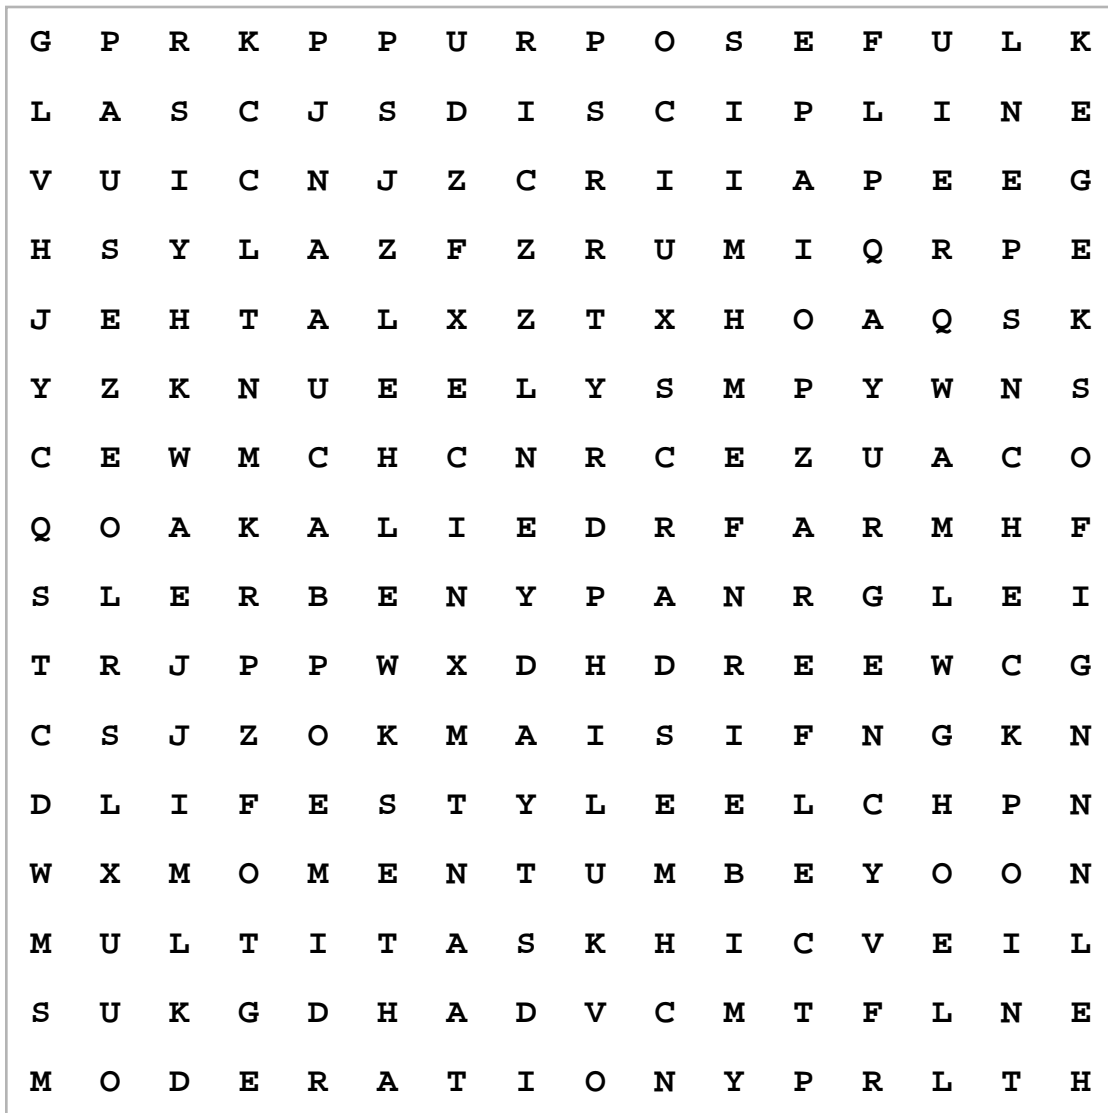 G P R K P P U R P O S E F U L K
L A S C J S D I S C I P L I N E
V U I C N J Z C R I I A P E E G
H S Y L A Z F Z R U M I Q R P E
J E H T A L X Z T X H O A Q S K
Y Z K N U E E L Y S M P Y W N S
C E W M C H C N R C E Z U A C O
Q O A K A L I E D R F A R M H F
S L E R B E N Y P A N R G L E I
T R J P P W X D H D R E E W C G
C S J Z O K M A I S I F N G K N
D L I F E S T Y L E E L C H P N
W X M O M E N T U M B E Y O O N
M U L T I T A S K H I C V E I L
S U K G D H A D V C M T F L N E
M O D E R A T I O N Y P R L T H